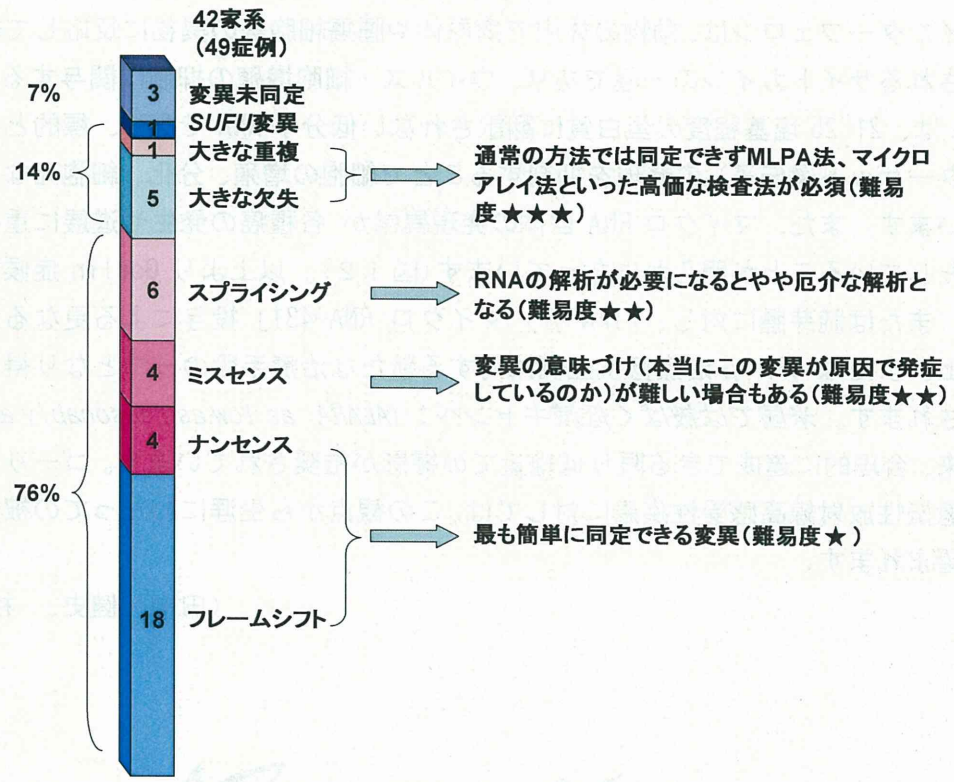 42家系
(49症例)
7%
3
変異未同定
1
SUFU変異
1
大きな重複
14%
5
大きな欠失
通常の方法では同定できずMLPA法、マイクロ
アレイ法といった高価な検査法が必須(難易
度★★★)
6
スプライシング
RNAの解析が必要になるとやや厄介な解析と
なる(難易度★★)
4
ミスセンス
変異の意味づけ(本当にこの変異が原因で発症
しているのか)が難しい場合もある(難易度★★)
4
ナンセンス
76%
最も簡単に同定できる変異(難易度★)
18
フレームシフト